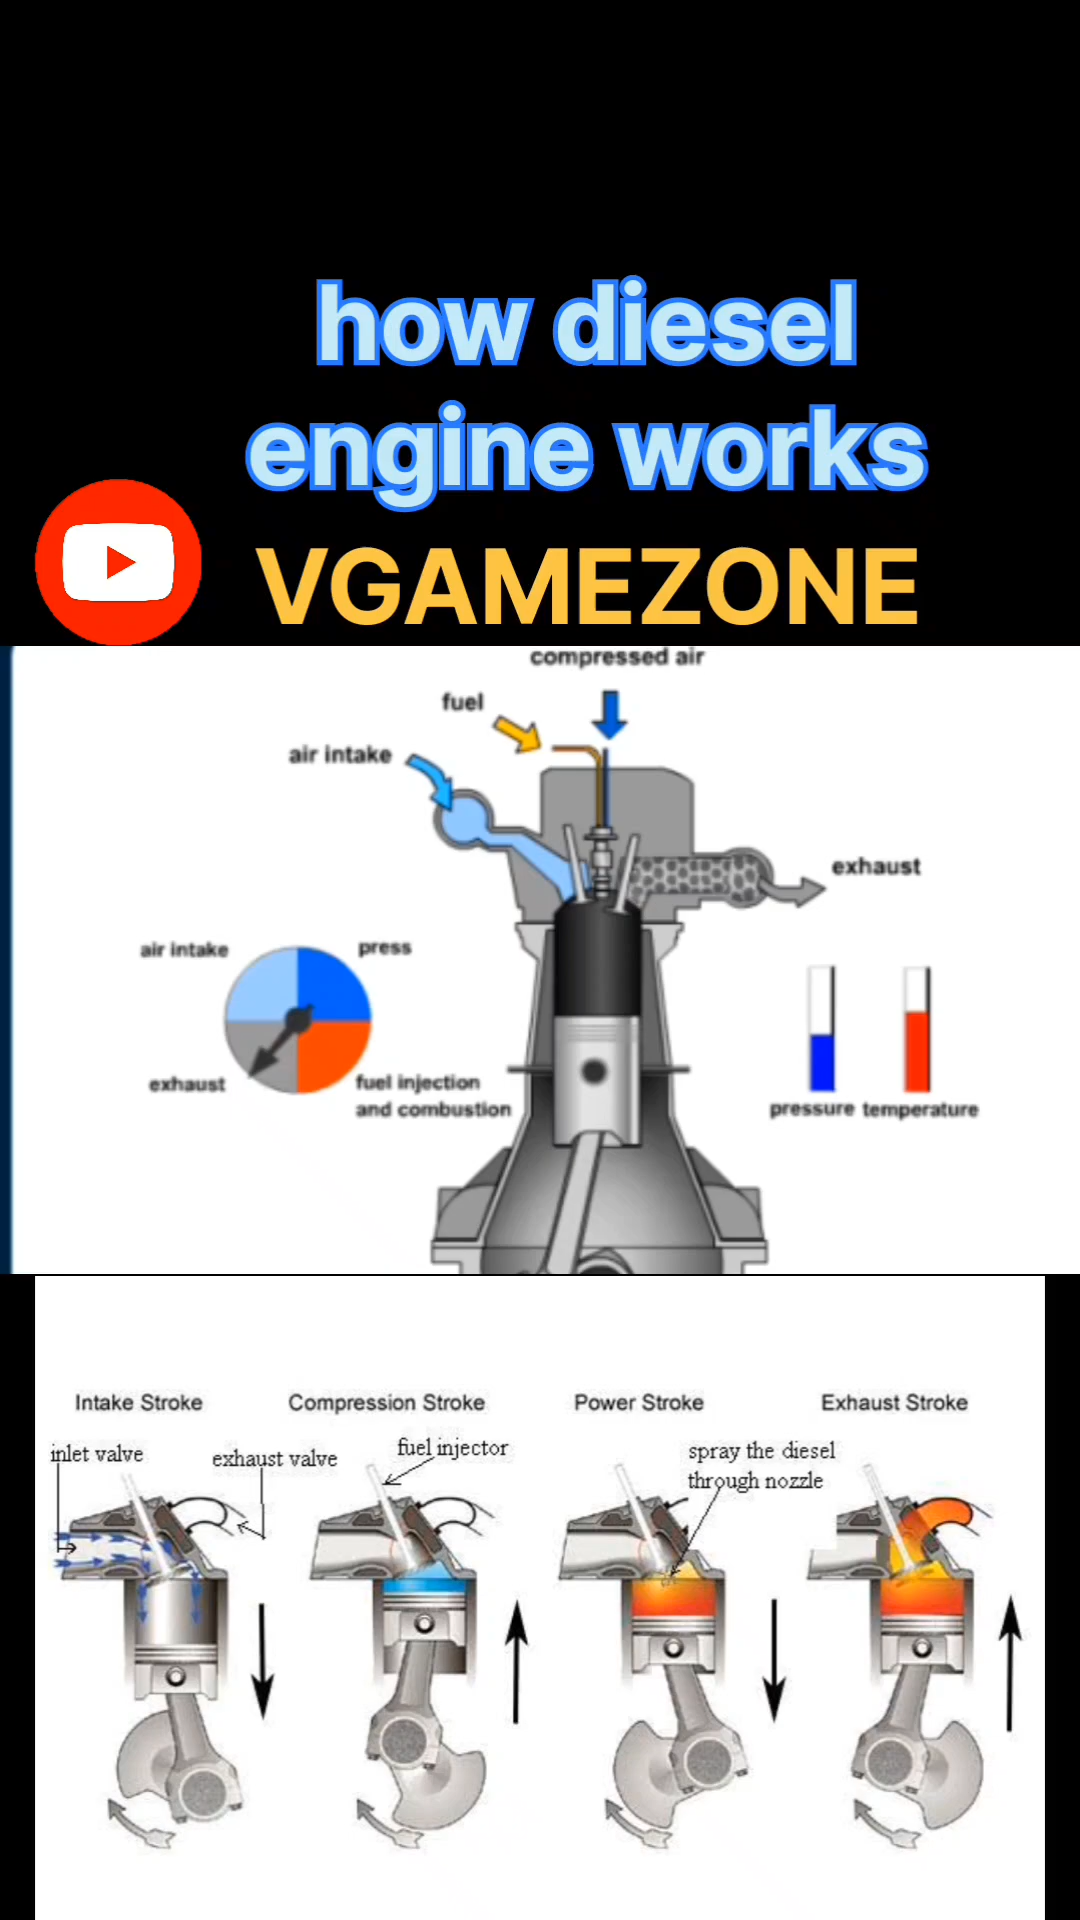 how diesel
engine works
VGAMEZONE
compressed air
fuel
air intake
exhaust
air intake
press
exhaust
fuel injection
and combustion
pressure
temperature
Intake Stroke
Compression Stroke
Power Stroke
Exhaust Stroke
inlet valve
exhaust valve
fuel injector
spray the diesel
through nozzle